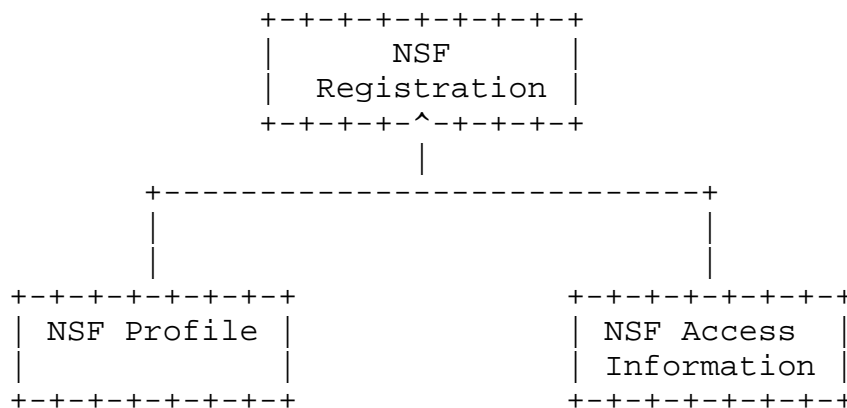 NSF
Registration
NSF Profile
NSF Access
Information